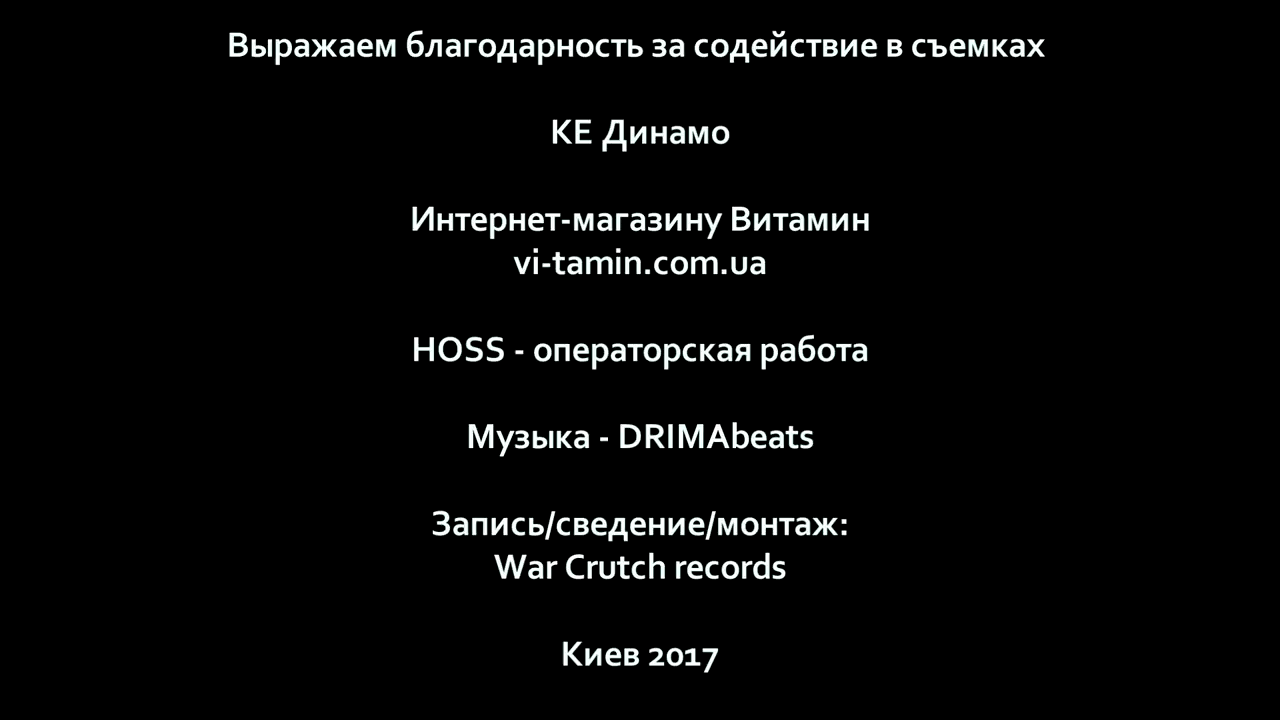 Выражаем благодарность за содействие в съемках
КЕ Динамо
Интернет-магазину Витамин
vi-tamin.com.ua
HOSS - операторская работа
Музыка - DRIMAbeats
Запись/сведение/монтаж:
War Crutch records
Киев 2017